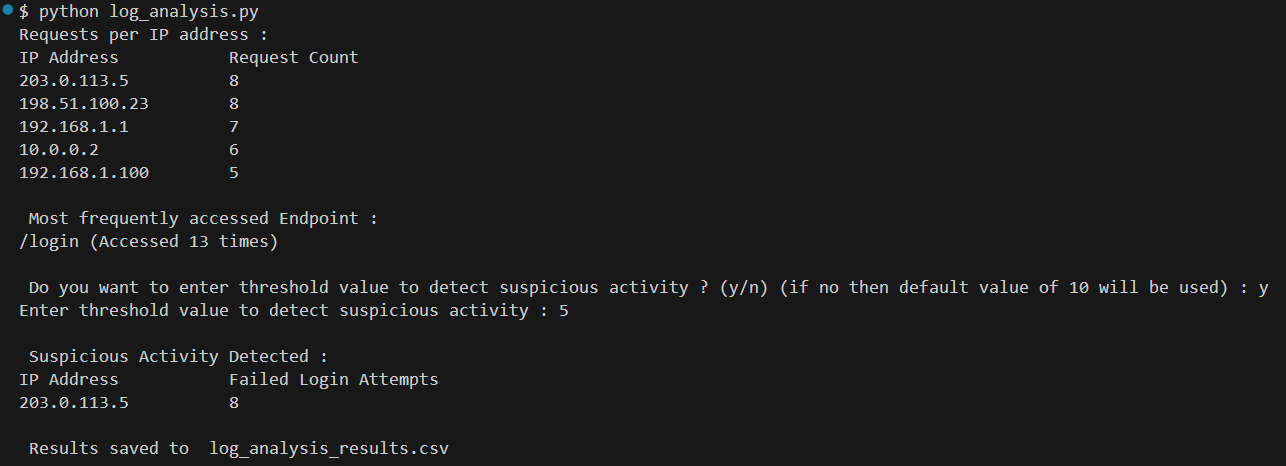 $ python log_analysis.py
Requests per IP address :
IP Address           Request Count
203.0.113.5          8
198.51.100.23        8
192.168.1.1          7
10.0.0.2             6
192.168.1.100        5

 Most frequently accessed Endpoint :
/login (Accessed 13 times)

 Do you want to enter threshold value to detect suspicious activity ? (y/n) (if no then default value of 10 will be used) : y
Enter threshold value to detect suspicious activity : 5

 Suspicious Activity Detected :
IP Address           Failed Login Attempts
203.0.113.5          8

 Results saved to  log_analysis_results.csv